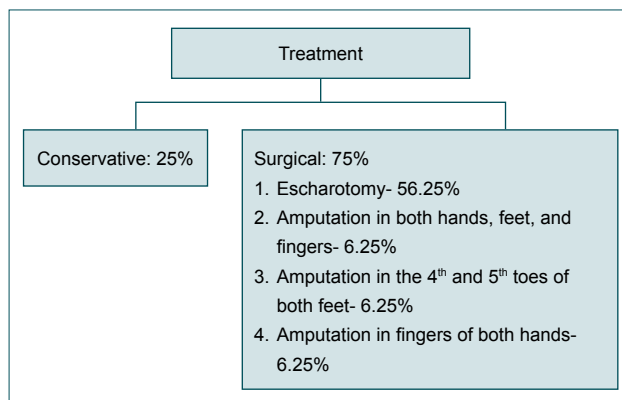 Treatment
Conservative: 25%
Surgical: 75%
1. Escharotomy- 56.25%
2. Amputation in both hands, feet, and
fingers- 6.25%
3. Amputation in the 4th and 5th toes of
both feet- 6.25%
4. Amputation in fingers of both hands-
6.25%